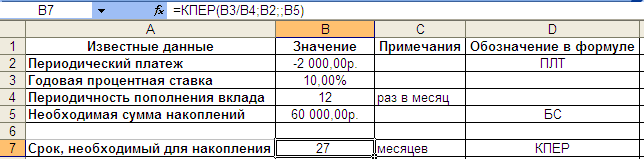 B7 fx =КПЕР(B3/B4;B2;;B5)
A B C D
1 Известные данные Значение Примечания Обозначение в формуле
2 Периодический платеж -2 000,00р. ПЛТ
3 Годовая процентная ставка 10,00%
4 Периодичность пополнения вклада 12 раз в месяц
5 Необходимая сумма накоплений 60 000,00р. БС
6
7 Срок, необходимый для накопления 27 месяцев КПЕР